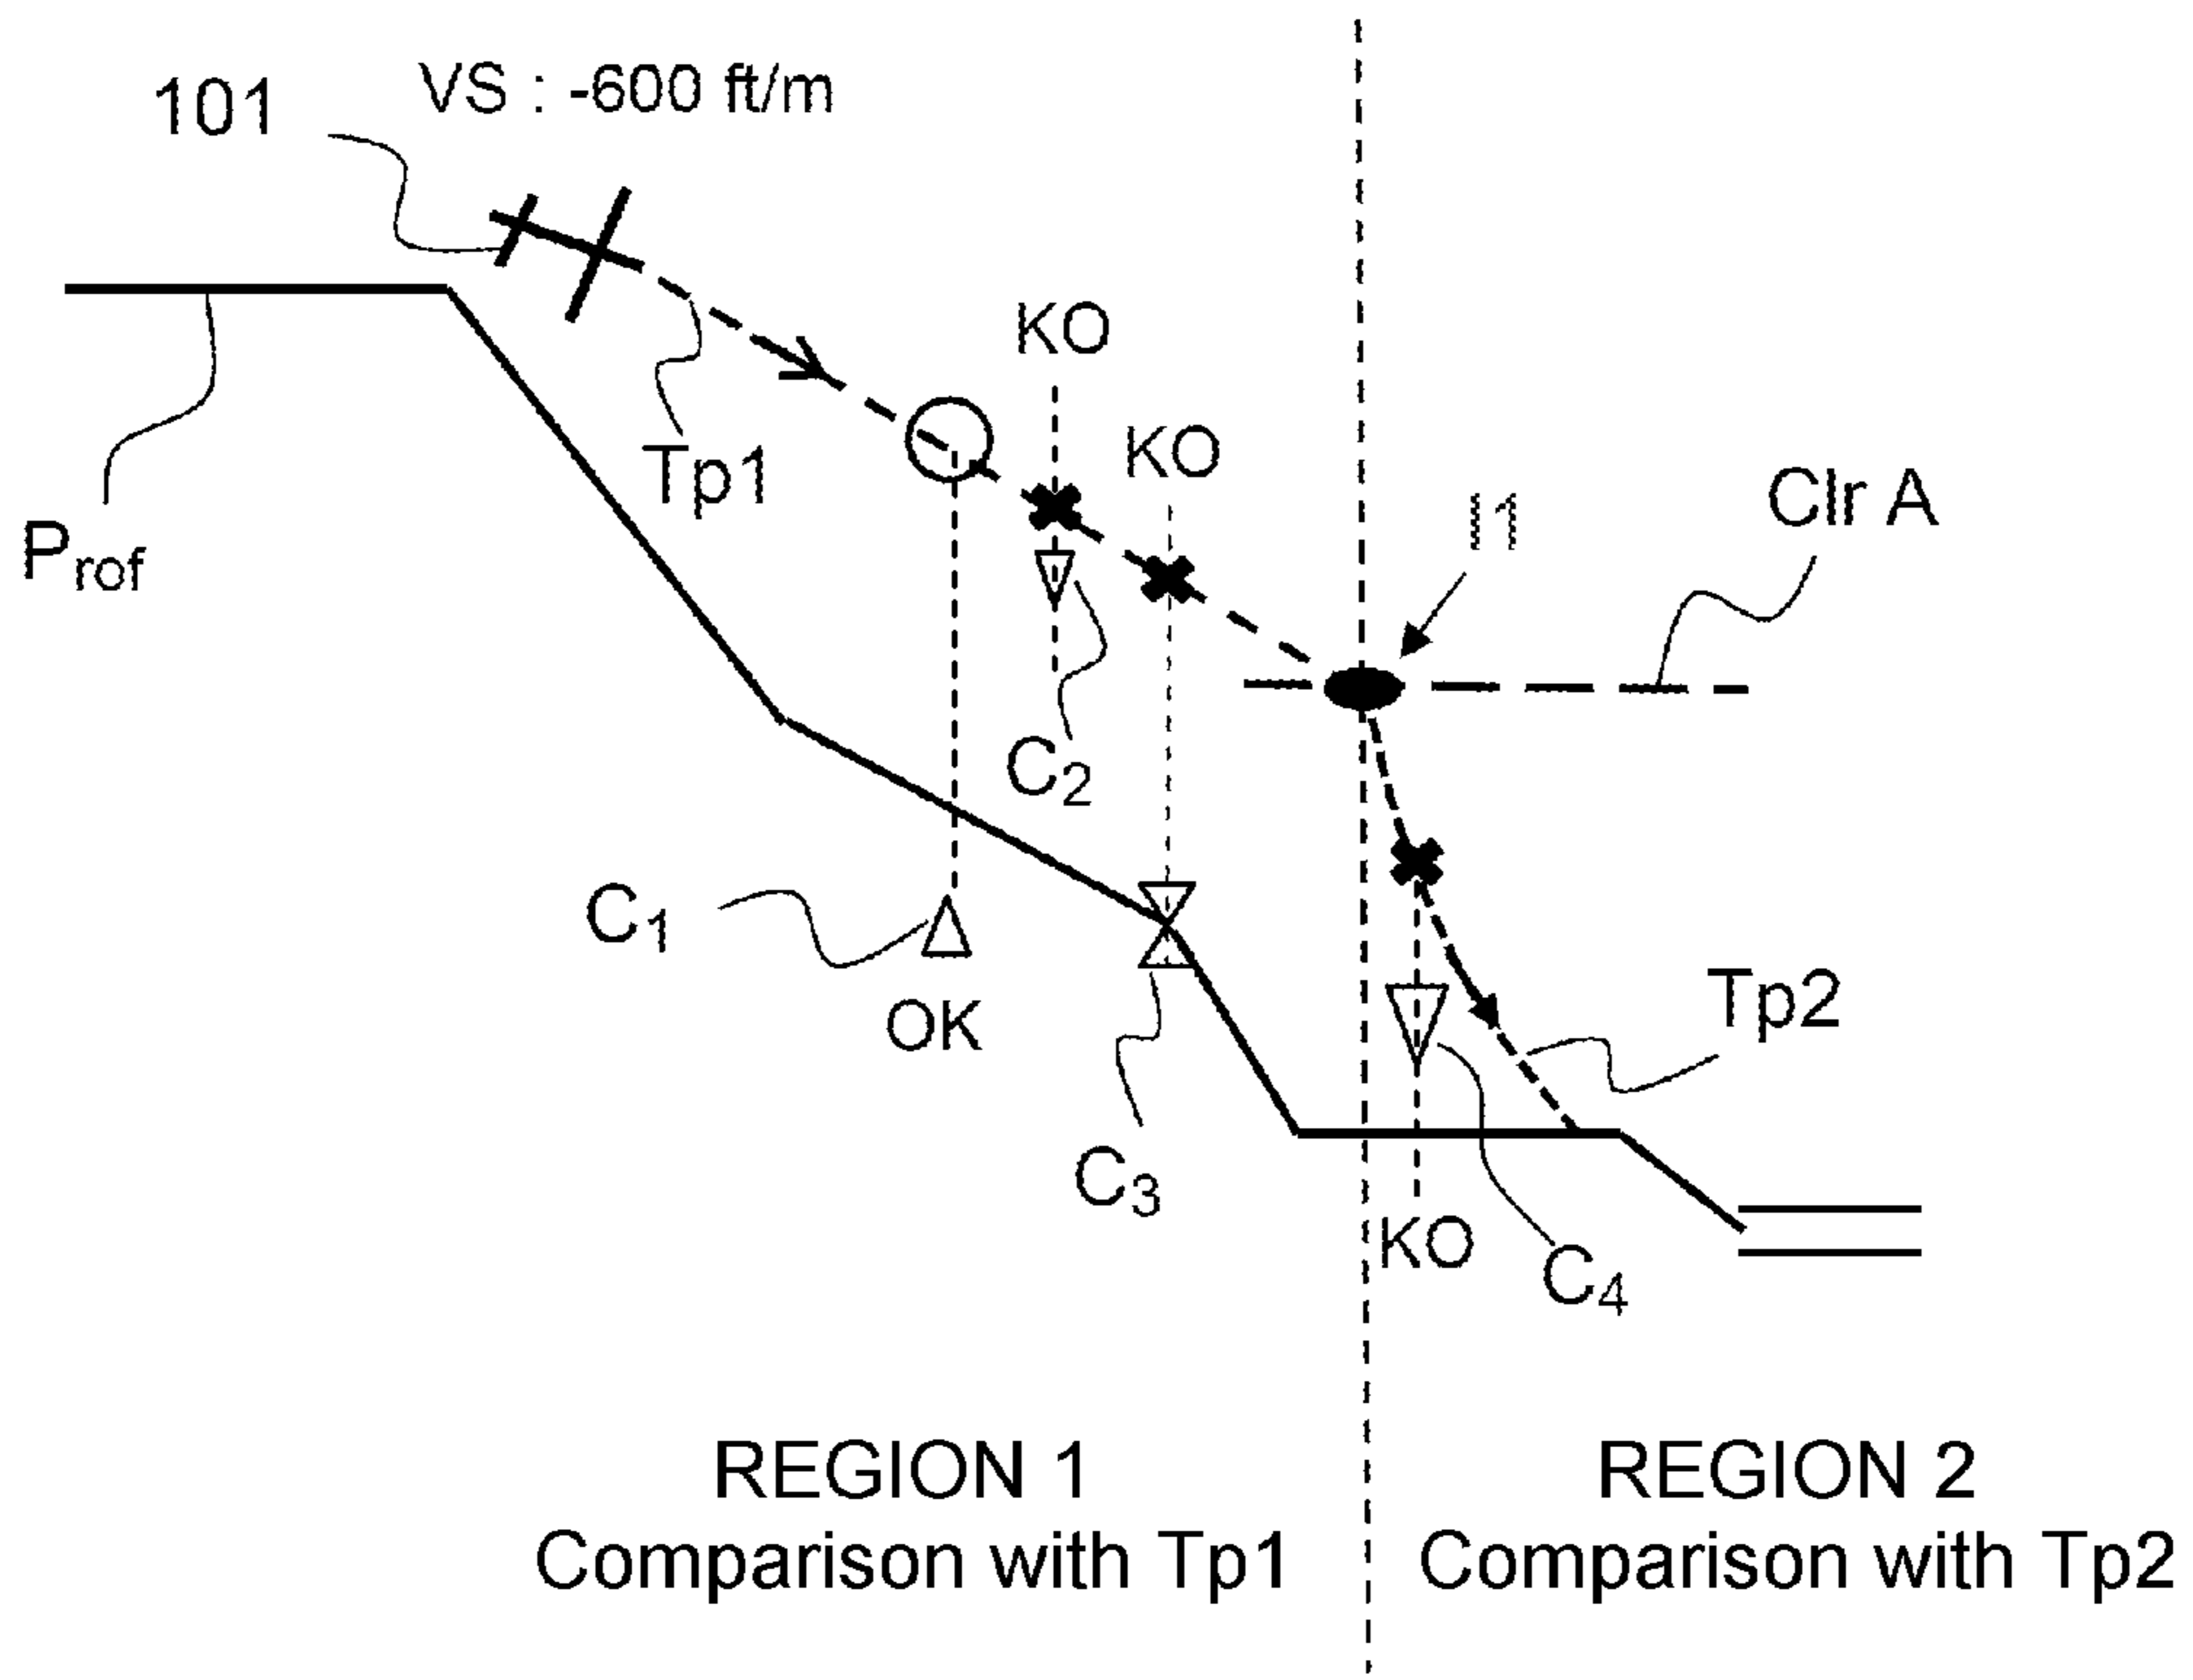 101
VS : -600 ft/m
KO
KO
Tp1
Clr A
I1
Prof
C2
C1
OK
Tp2
C3
KO
C4
REGION 1
Comparison with Tp1
REGION 2
Comparison with Tp2